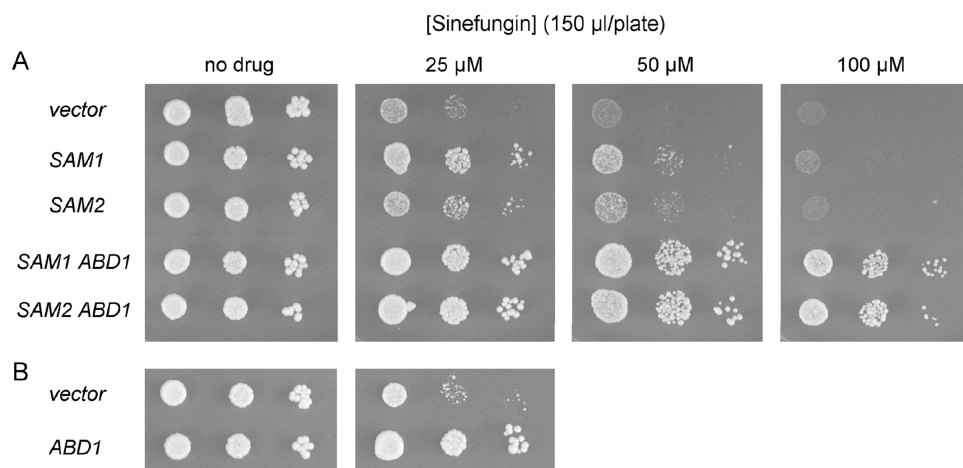 [Sinefungin] (150 µl/plate)
A
no drug 25 µM 50 µM 100 µM
vector
SAM1
SAM2
SAM1 ABD1
SAM2 ABD1
B
vector
ABD1